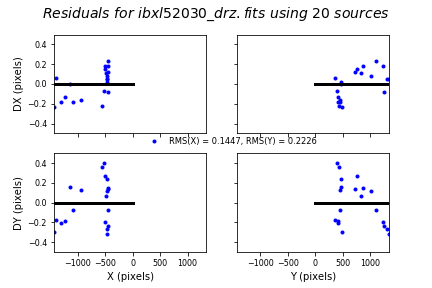 Residuals for ibxl52030_drz.fits using 20 sources
DX (pixels)
0.4
0.2
0.0
−0.2
−0.4
RMS(X) = 0.1447, RMS(Y) = 0.2226
DY (pixels)
0.4
0.2
0.0
−0.2
−0.4
−1000 −500 0 500 1000
−1000 −500 0 500 1000
X (pixels)
Y (pixels)